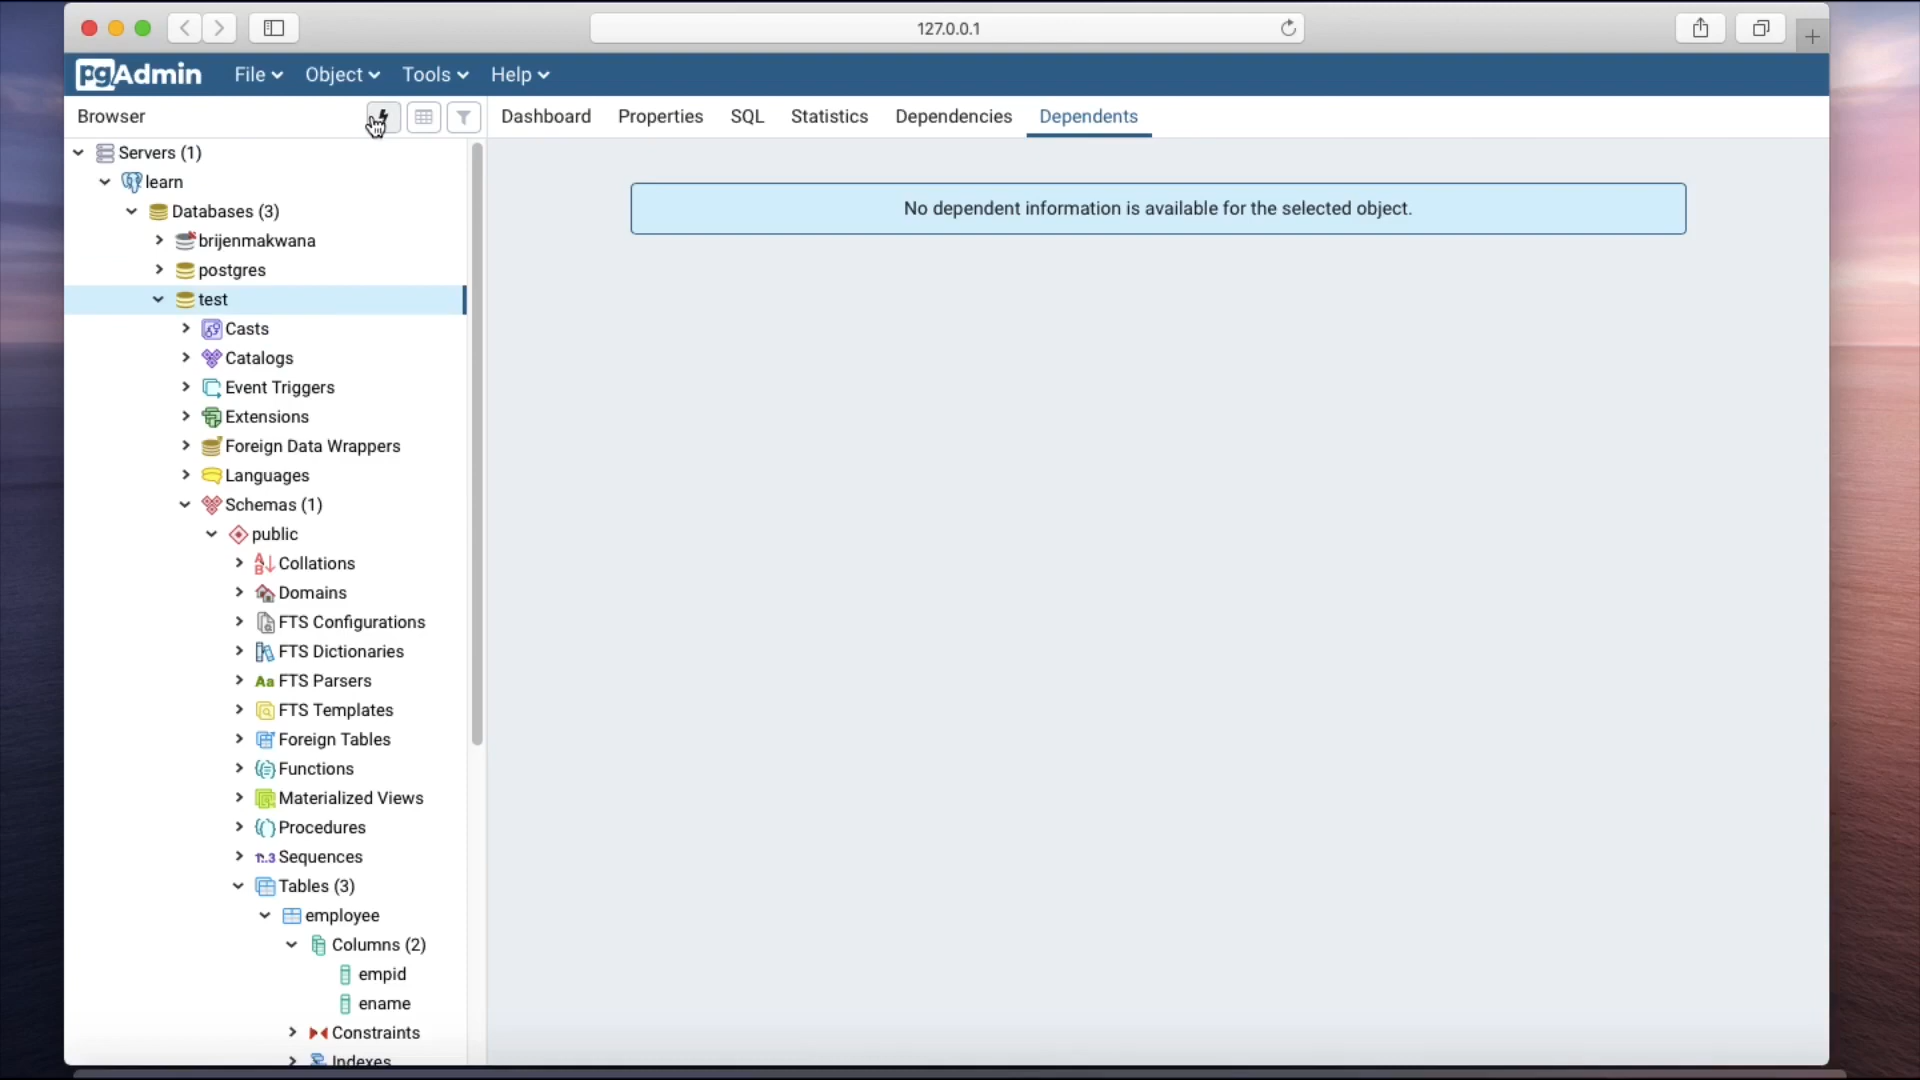 127.0.0.1
pgAdmin File Object Tools Help
Browser Dashboard Properties SQL Statistics Dependencies Dependents
Servers (1)
learn
Databases (3)
No dependent information is available for the selected object.
brijenmakwana
postgres
test
Casts
Catalogs
Event Triggers
Extensions
Foreign Data Wrappers
Languages
Schemas (1)
public
Collations
Domains
FTS Configurations
FTS Dictionaries
Aa FTS Parsers
FTS Templates
Foreign Tables
Functions
Materialized Views
Procedures
1..3 Sequences
Tables (3)
employee
Columns (2)
empid
ename
Constraints
Indexes